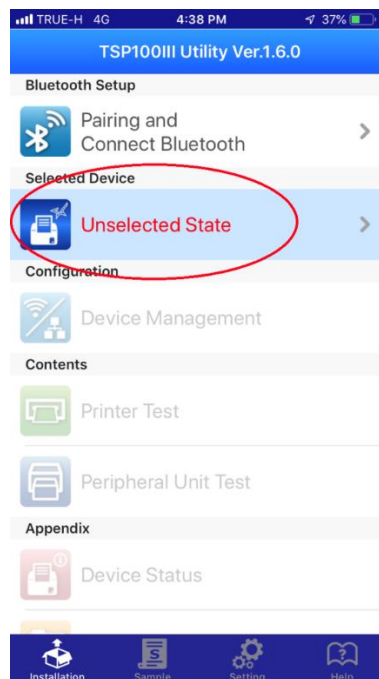 TRUE-H 4G 4:38 PM 37%
TSP100III Utility Ver.1.6.0
Bluetooth Setup
Pairing and
Connect Bluetooth
Selected Device
Unselected State
Configuration
Device Management
Contents
Printer Test
Peripheral Unit Test
Appendix
Device Status
Installation Sample Setting Help